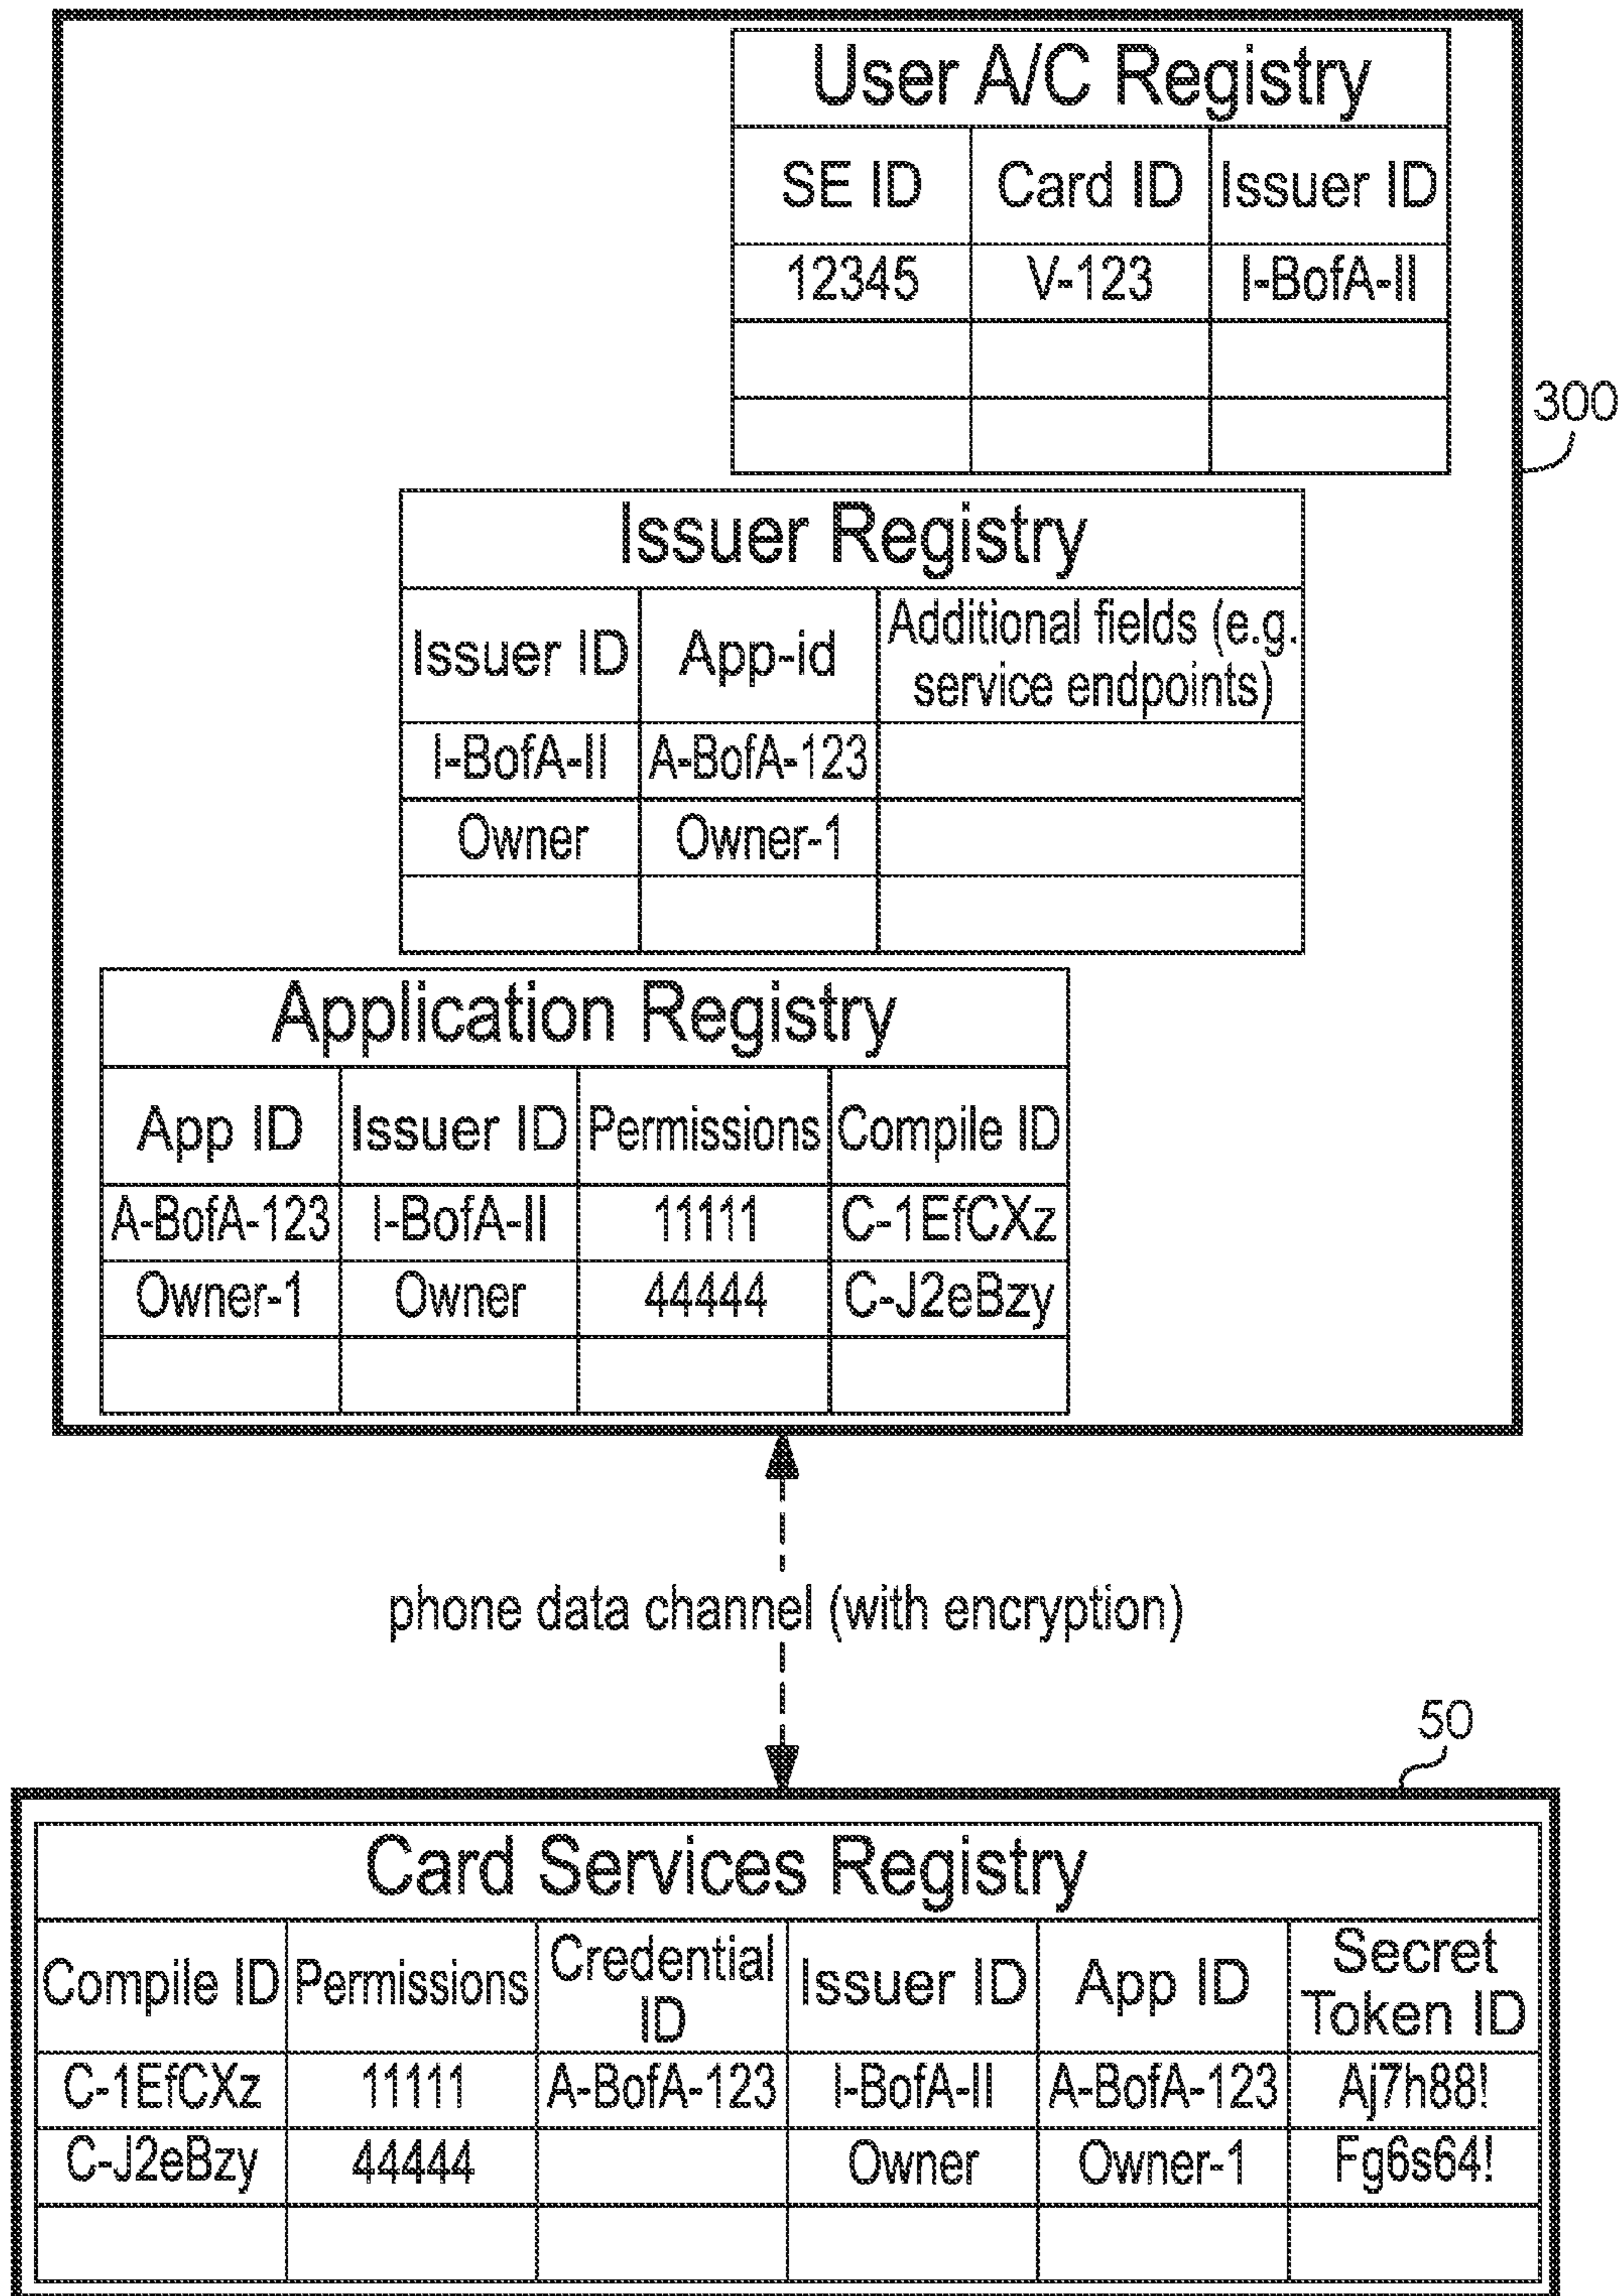 User A/C Registry
SE ID Card ID Issuer ID
12345 V-123 I-BofA-II
300
Issuer Registry
Issuer ID App-id Additional fields (e.g. service endpoints)
I-BofA-II A-BofA-123
Owner Owner-1
Application Registry
App ID Issuer ID Permissions Compile ID
A-BofA-123 I-BofA-II 11111 C-1EfCXz
Owner-1 Owner 44444 C-J2eBzy
phone data channel (with encryption)
50
Card Services Registry
Compile ID Permissions Credential ID Issuer ID App ID Secret Token ID
C-1EfCXz 11111 A-BofA-123 I-BofA-II A-BofA-123 Aj7h88!
C-J2eBzy 44444 Owner Owner-1 Fg6s64!